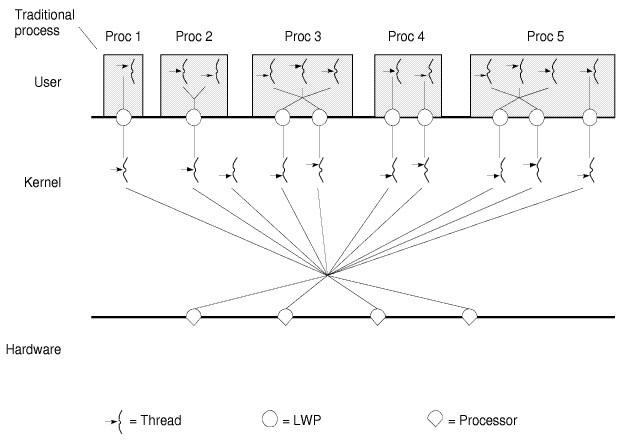 Traditional
process
Proc 1 Proc 2 Proc 3 Proc 4 Proc 5
User
Kernel
Hardware
= Thread = LWP = Processor